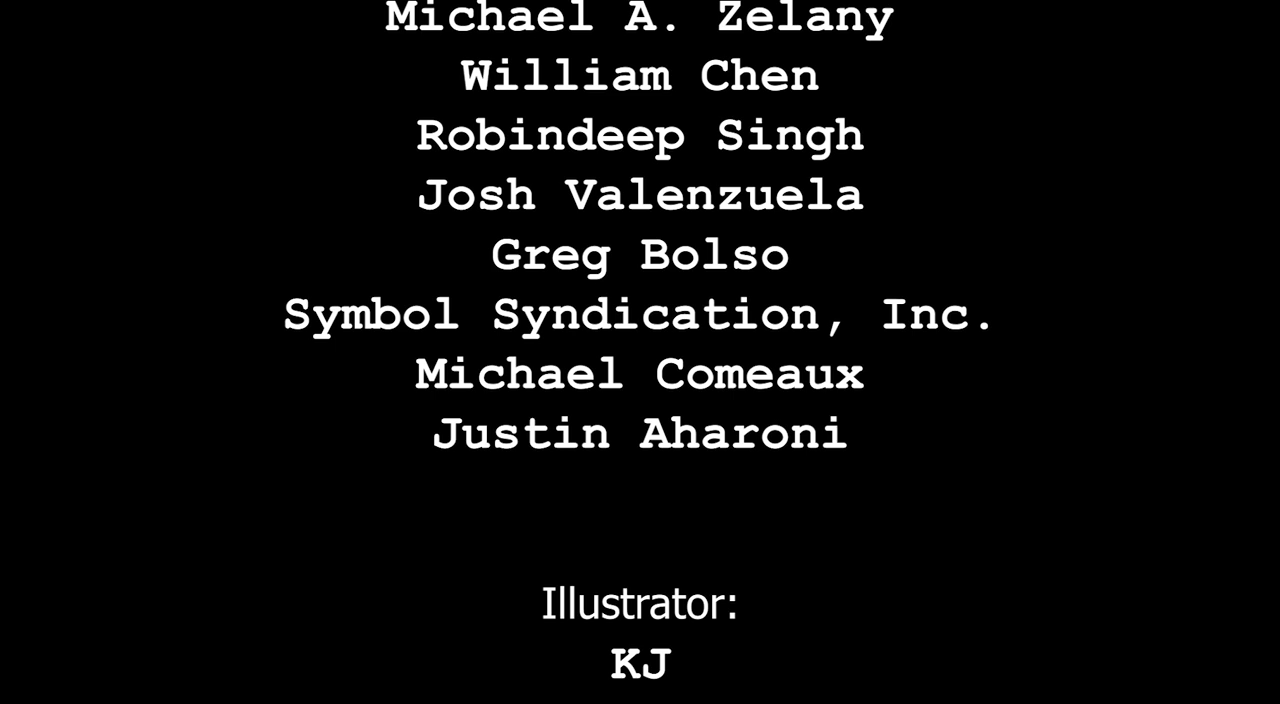 Michael A. Zelany
William Chen
Robindeep Singh
Josh Valenzuela
Greg Bolso
Symbol Syndication, Inc.
Michael Comeaux
Justin Aharoni
Illustrator:
KJ